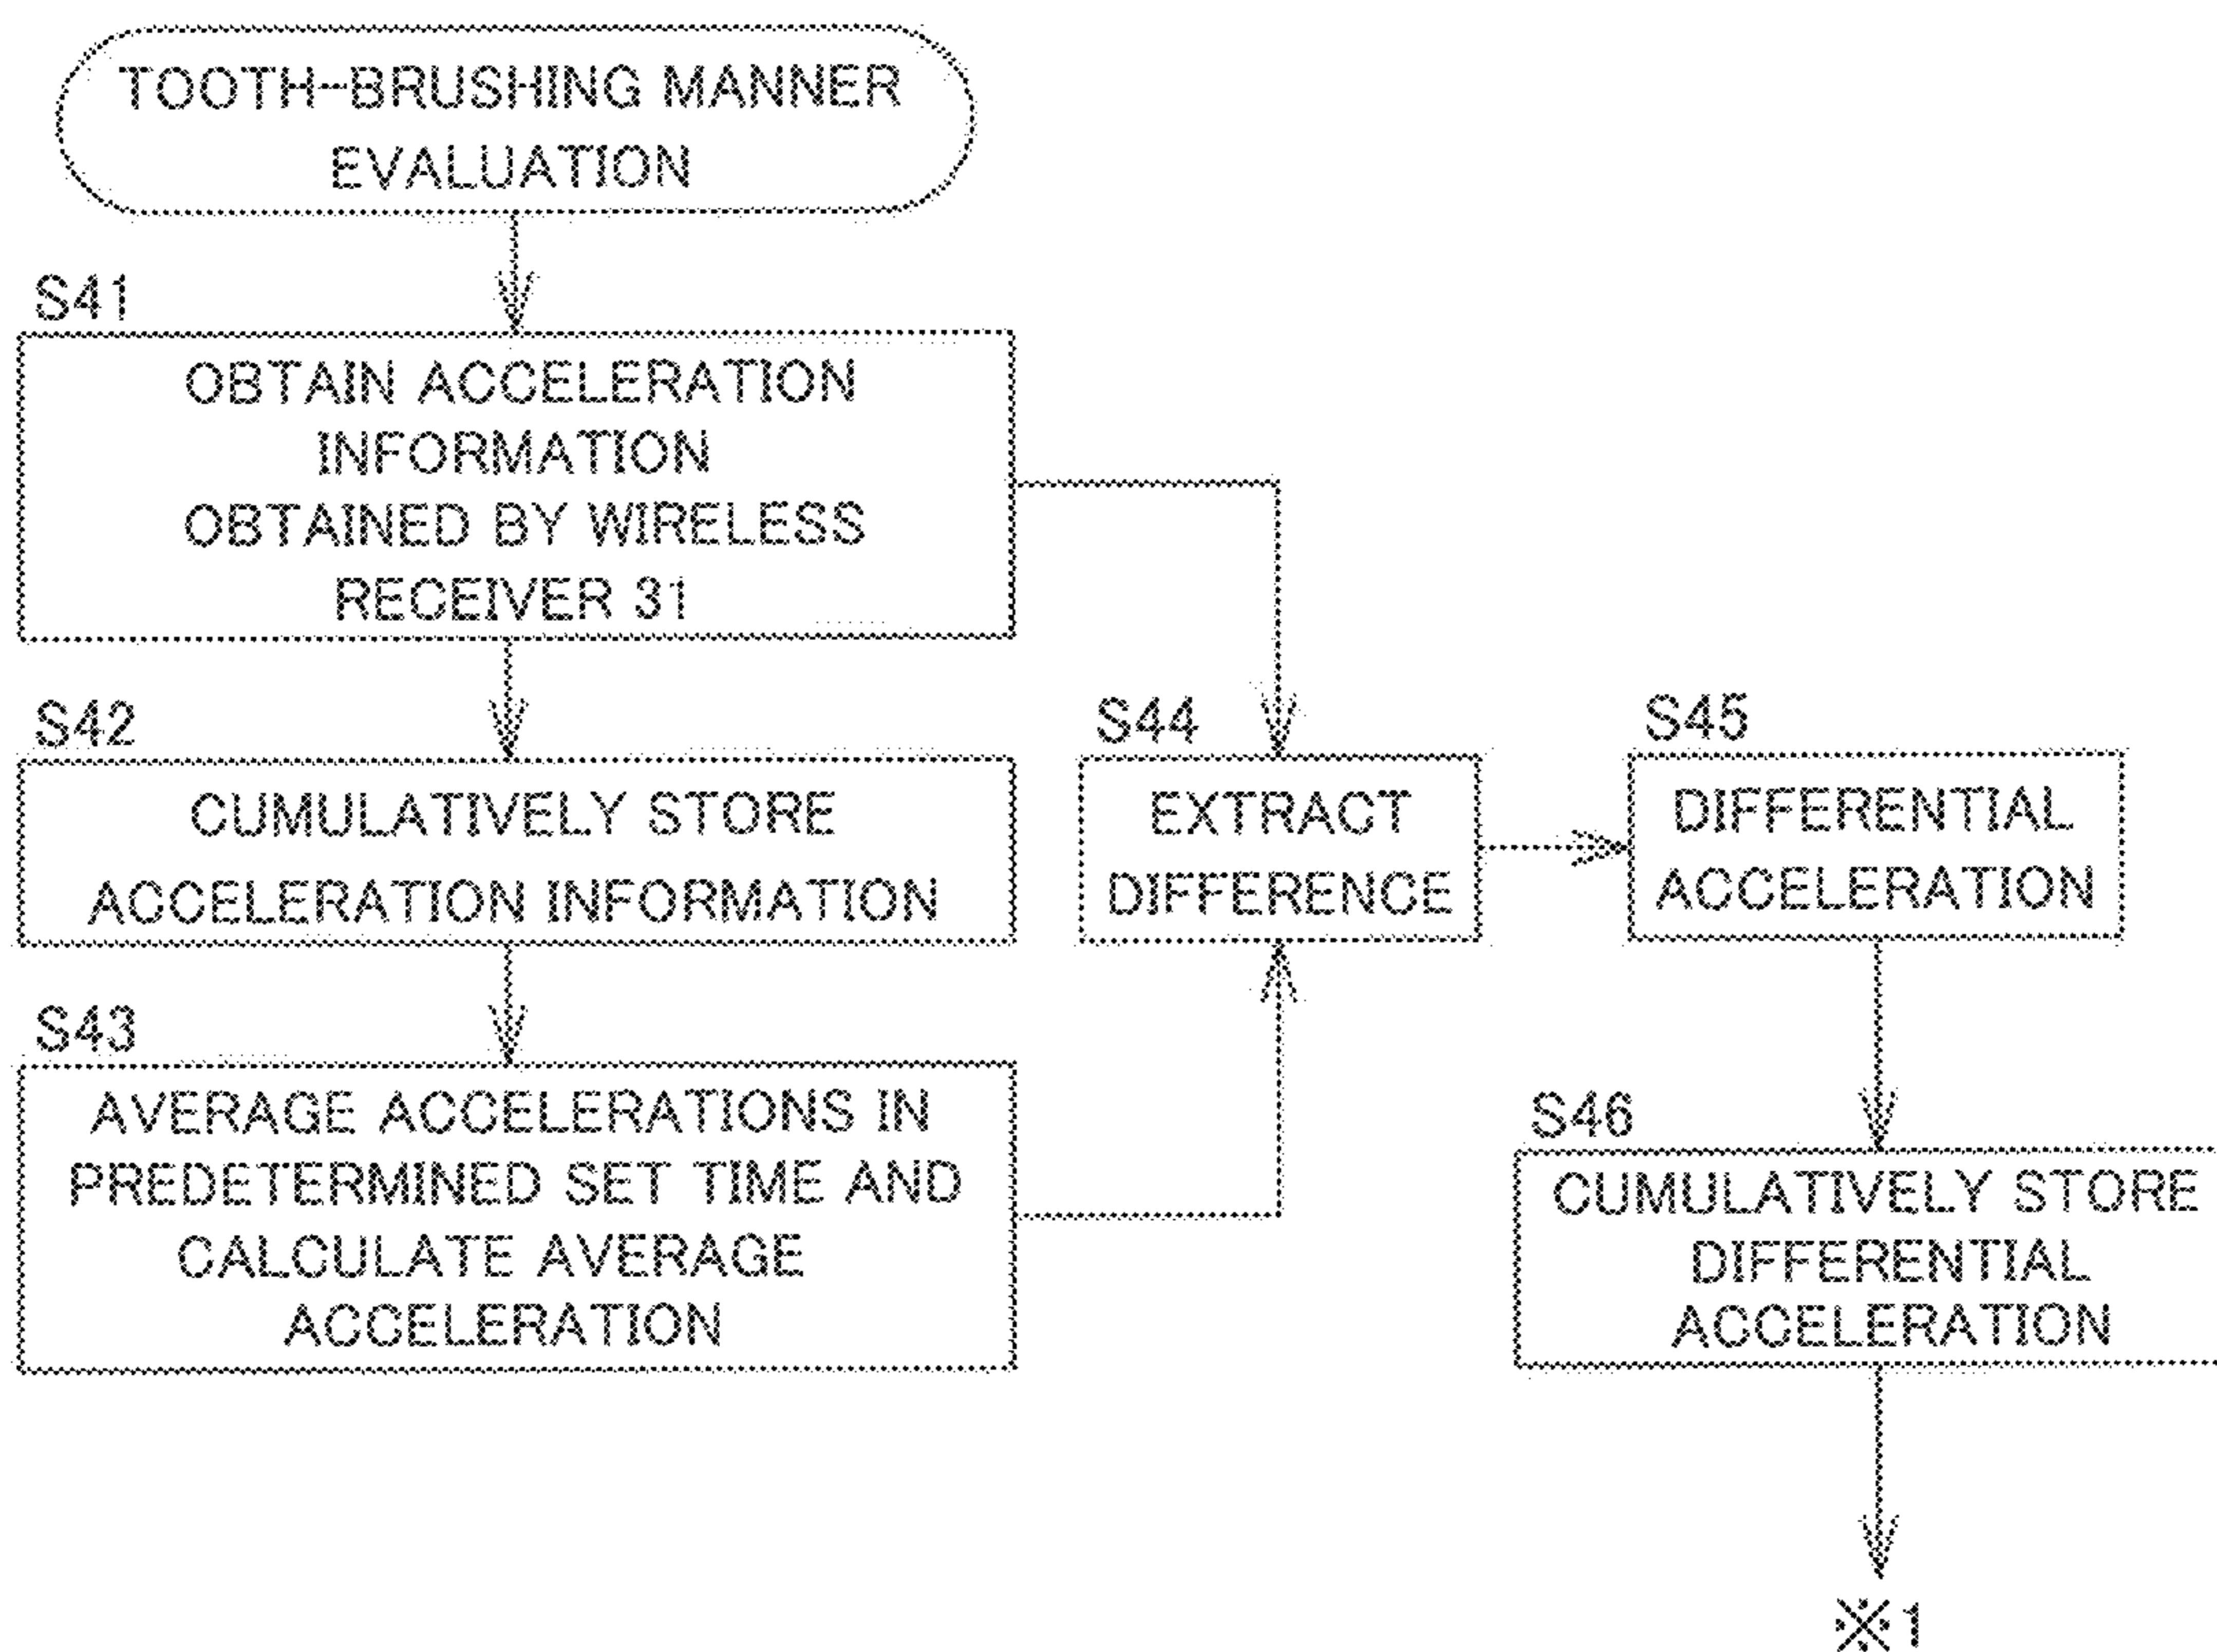 TOOTH-BRUSHING MANNER
EVALUATION
S41
OBTAIN ACCELERATION
INFORMATION
OBTAINED BY WIRELESS
RECEIVER 31
S42
CUMULATIVELY STORE
ACCELERATION INFORMATION
S43
AVERAGE ACCELERATIONS IN
PREDETERMINED SET TIME AND
CALCULATE AVERAGE
ACCELERATION
S44
EXTRACT
DIFFERENCE
S45
DIFFERENTIAL
ACCELERATION
S46
CUMULATIVELY STORE
DIFFERENTIAL
ACCELERATION
※1